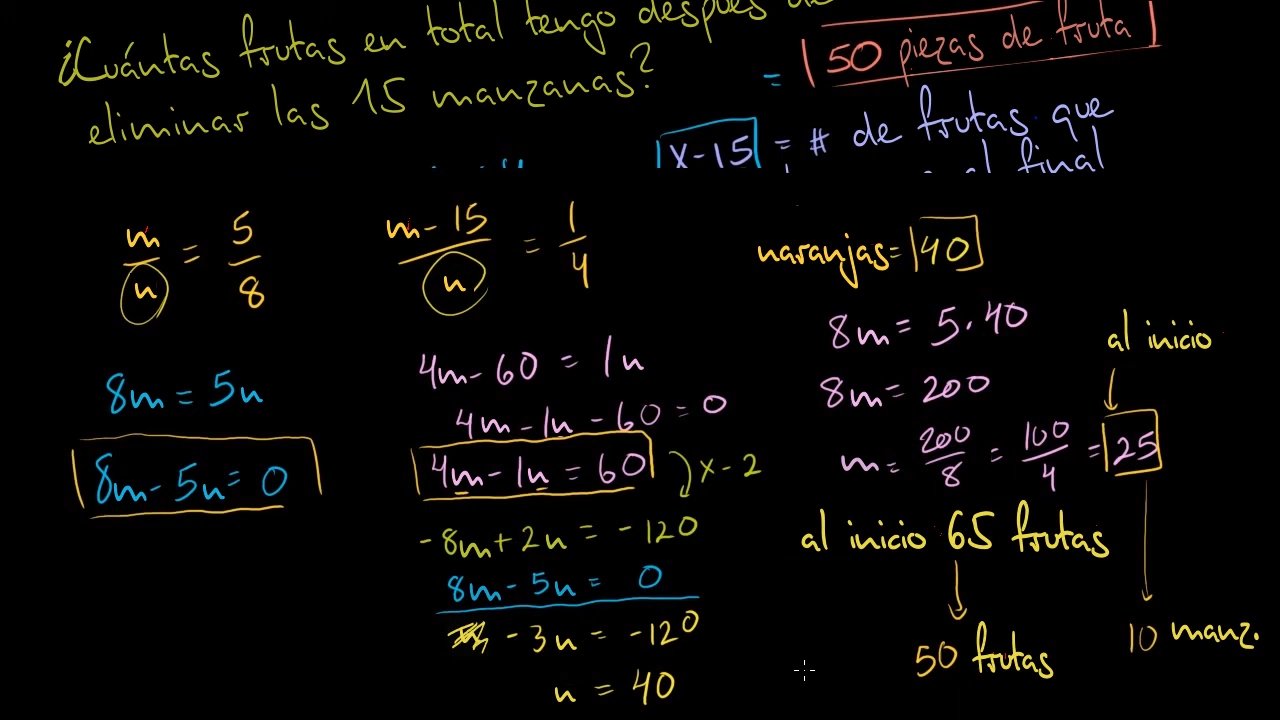 ¿Cuántas frutas en total tengo después de
eliminar las 15 manzanas?
= 50 piezas de fruta
x-15 = # de frutas que
al final
m/n = 5/8
8m = 5n
8m - 5n = 0
m-15/n = 1/4
4m - 60 = 1n
4m - 1n - 60 = 0
4m - 1n = 60
x-2
-8m + 2n = -120
8m - 5n = 0
-3n = -120
n = 40
naranjas = 40
8m = 5·40
8m = 200
m = 200/8 = 100/4 = 25
al inicio
al inicio 65 frutas
50 frutas
10 manz.